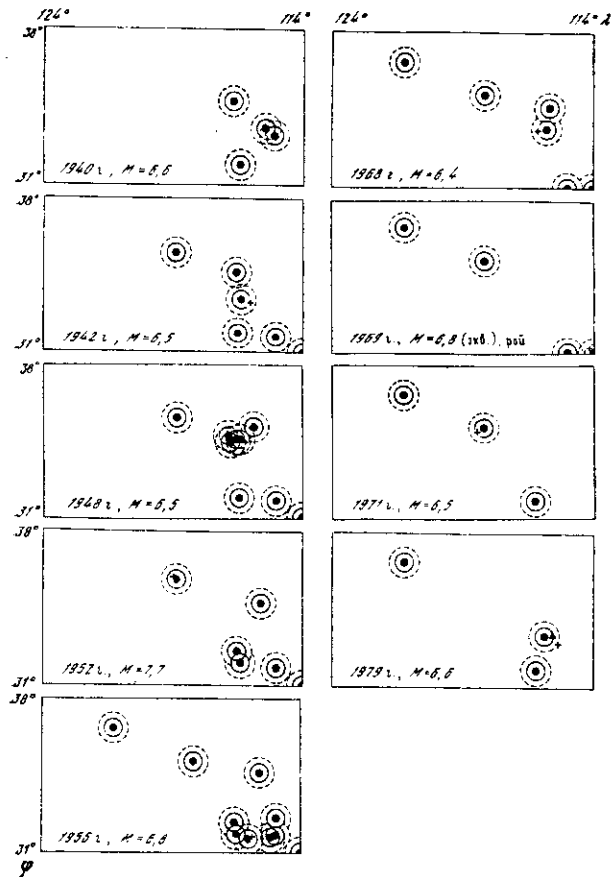 124° 114°
38°
31°
1940 г., М=6,6
38°
31°
1942 г., М=6,5
38°
31°
1948 г., М=6,5
38°
31°
1952 г., М=7,7
38°
31°
1956 г., М=6,8
φ
124° 114° λ
1968 г., М=6,4
1969 г., М=6,8 (экв.), рой
1971 г., М=6,5
1979 г., М=6,6